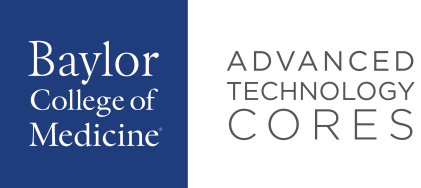 Baylor
College of
Medicine®
ADVANCED
TECHNOLOGY
CORES